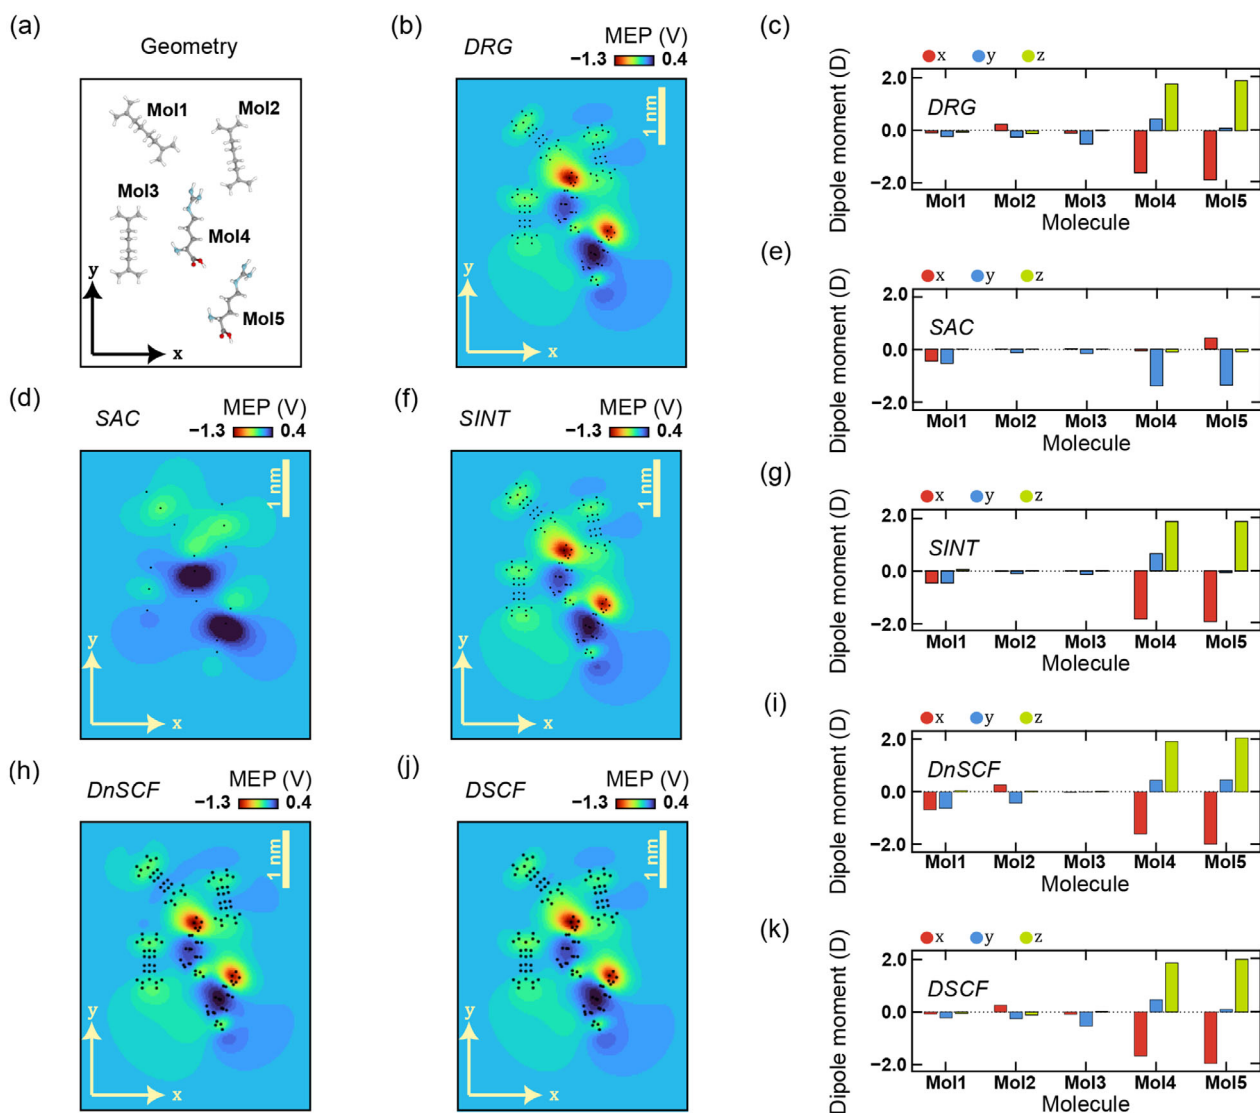 (a)
Geometry
Mol1
Mol2
Mol3
Mol4
Mol5
y
x
(b)
DRG
MEP (V)
−1.3 0.4
1 nm
y
x
(c)
x y z
Dipole moment (D)
2.0
0.0
−2.0
DRG
Mol1 Mol2 Mol3 Mol4 Mol5
Molecule
(d)
SAC
MEP (V)
−1.3 0.4
1 nm
y
x
(e)
x y z
Dipole moment (D)
2.0
0.0
−2.0
SAC
Mol1 Mol2 Mol3 Mol4 Mol5
Molecule
(f)
SINT
MEP (V)
−1.3 0.4
1 nm
y
x
(g)
x y z
Dipole moment (D)
2.0
0.0
−2.0
SINT
Mol1 Mol2 Mol3 Mol4 Mol5
Molecule
(h)
DnSCF
MEP (V)
−1.3 0.4
1 nm
y
x
(i)
x y z
Dipole moment (D)
2.0
0.0
−2.0
DnSCF
Mol1 Mol2 Mol3 Mol4 Mol5
Molecule
(j)
DSCF
MEP (V)
−1.3 0.4
1 nm
y
x
(k)
x y z
Dipole moment (D)
2.0
0.0
−2.0
DSCF
Mol1 Mol2 Mol3 Mol4 Mol5
Molecule